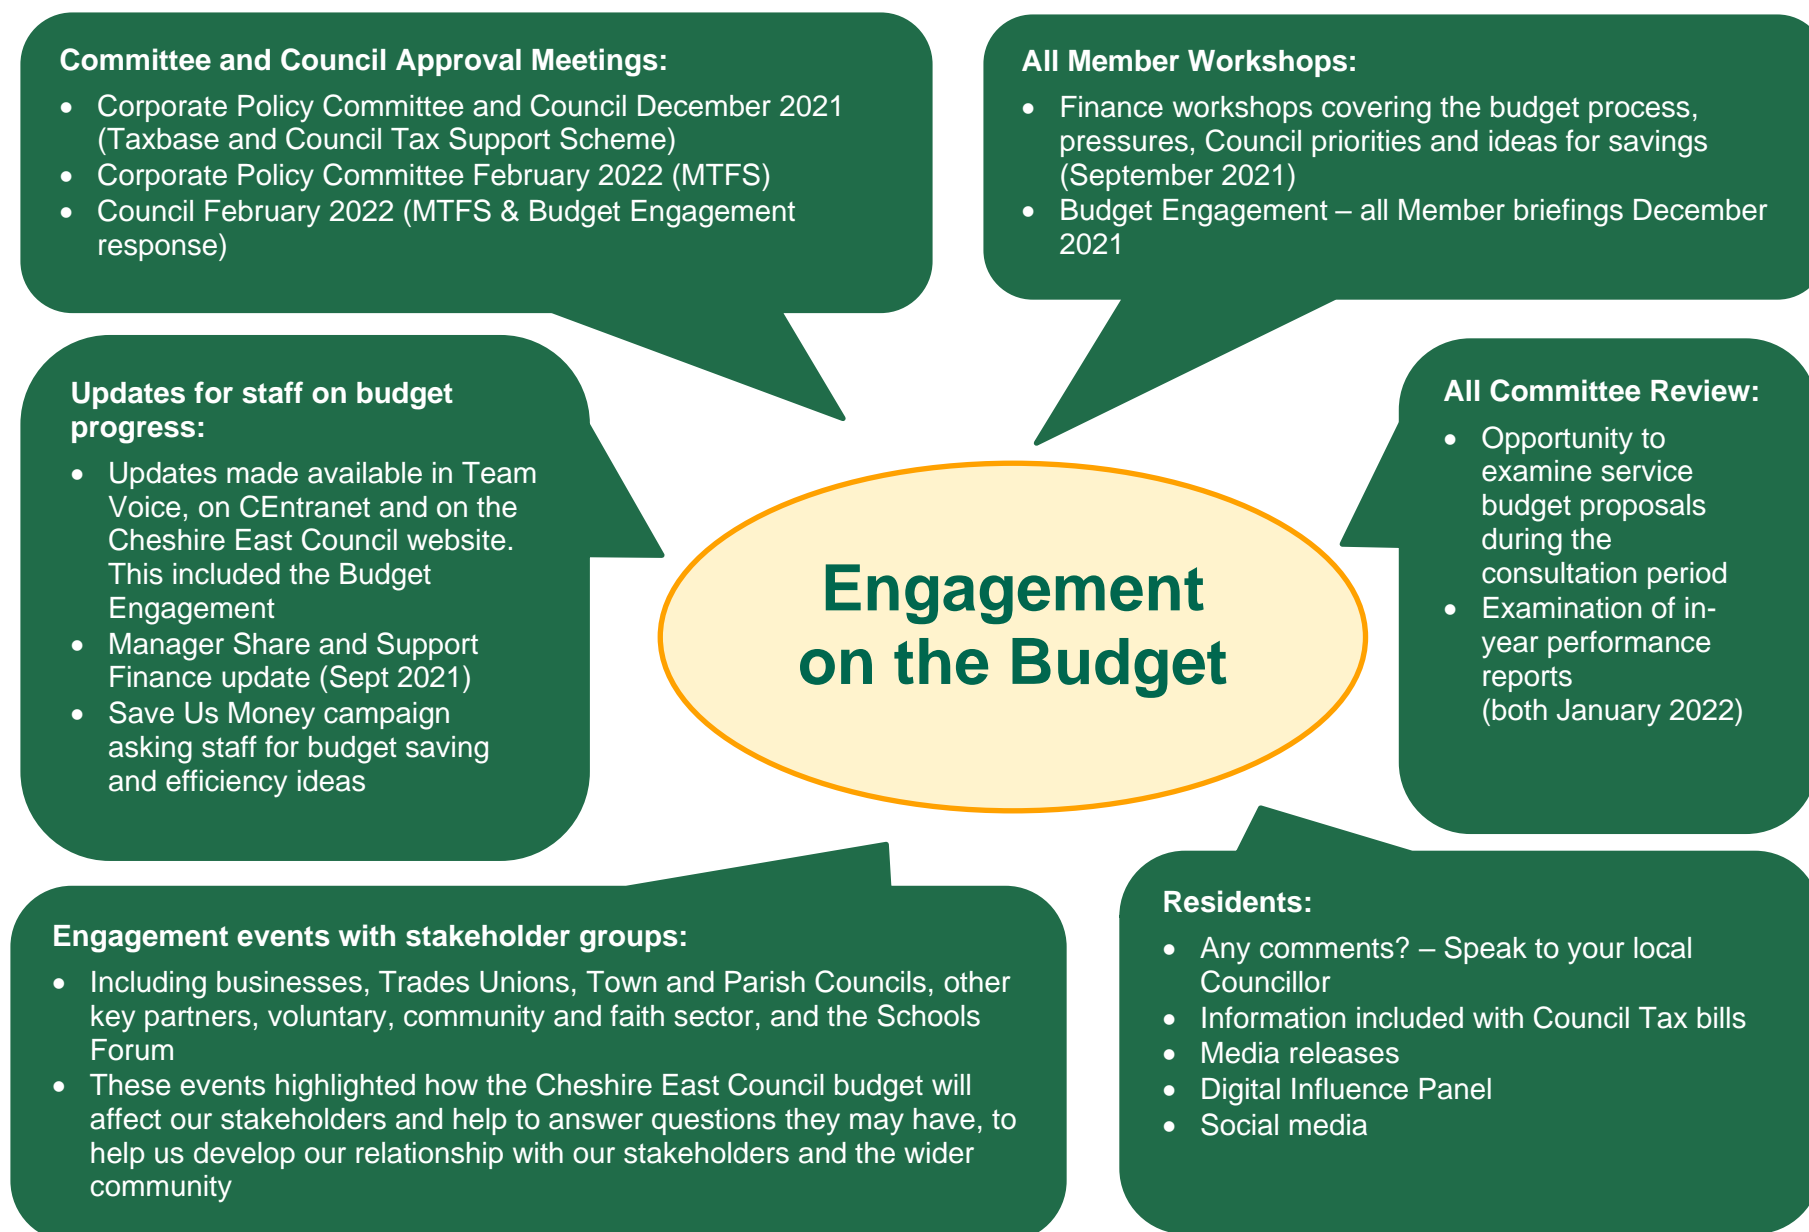 Committee and Council Approval Meetings:
• Corporate Policy Committee and Council December 2021
(Taxbase and Council Tax Support Scheme)
• Corporate Policy Committee February 2022 (MTFS)
• Council February 2022 (MTFS & Budget Engagement
response)
All Member Workshops:
• Finance workshops covering the budget process,
pressures, Council priorities and ideas for savings
(September 2021)
• Budget Engagement – all Member briefings December
2021
Updates for staff on budget
progress:
• Updates made available in Team
Voice, on CEntranet and on the
Cheshire East Council website.
This included the Budget
Engagement
• Manager Share and Support
Finance update (Sept 2021)
• Save Us Money campaign
asking staff for budget saving
and efficiency ideas
Engagement
on the Budget
All Committee Review:
• Opportunity to
examine service
budget proposals
during the
consultation period
• Examination of in-
year performance
reports
(both January 2022)
Engagement events with stakeholder groups:
• Including businesses, Trades Unions, Town and Parish Councils, other
key partners, voluntary, community and faith sector, and the Schools
Forum
• These events highlighted how the Cheshire East Council budget will
affect our stakeholders and help to answer questions they may have, to
help us develop our relationship with our stakeholders and the wider
community
Residents:
• Any comments? – Speak to your local
Councillor
• Information included with Council Tax bills
• Media releases
• Digital Influence Panel
• Social media